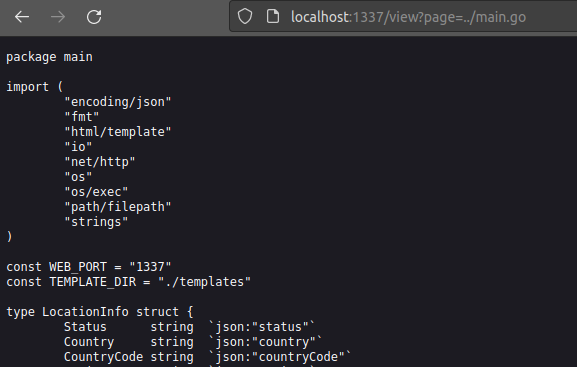 localhost:1337/view?page=../main.go
package main
import (
        "encoding/json"
        "fmt"
        "html/template"
        "io"
        "net/http"
        "os"
        "os/exec"
        "path/filepath"
        "strings"
)
const WEB_PORT = "1337"
const TEMPLATE_DIR = "./templates"
type LocationInfo struct {
        Status      string  `json:"status"`
        Country     string  `json:"country"`
        CountryCode string  `json:"countryCode"`